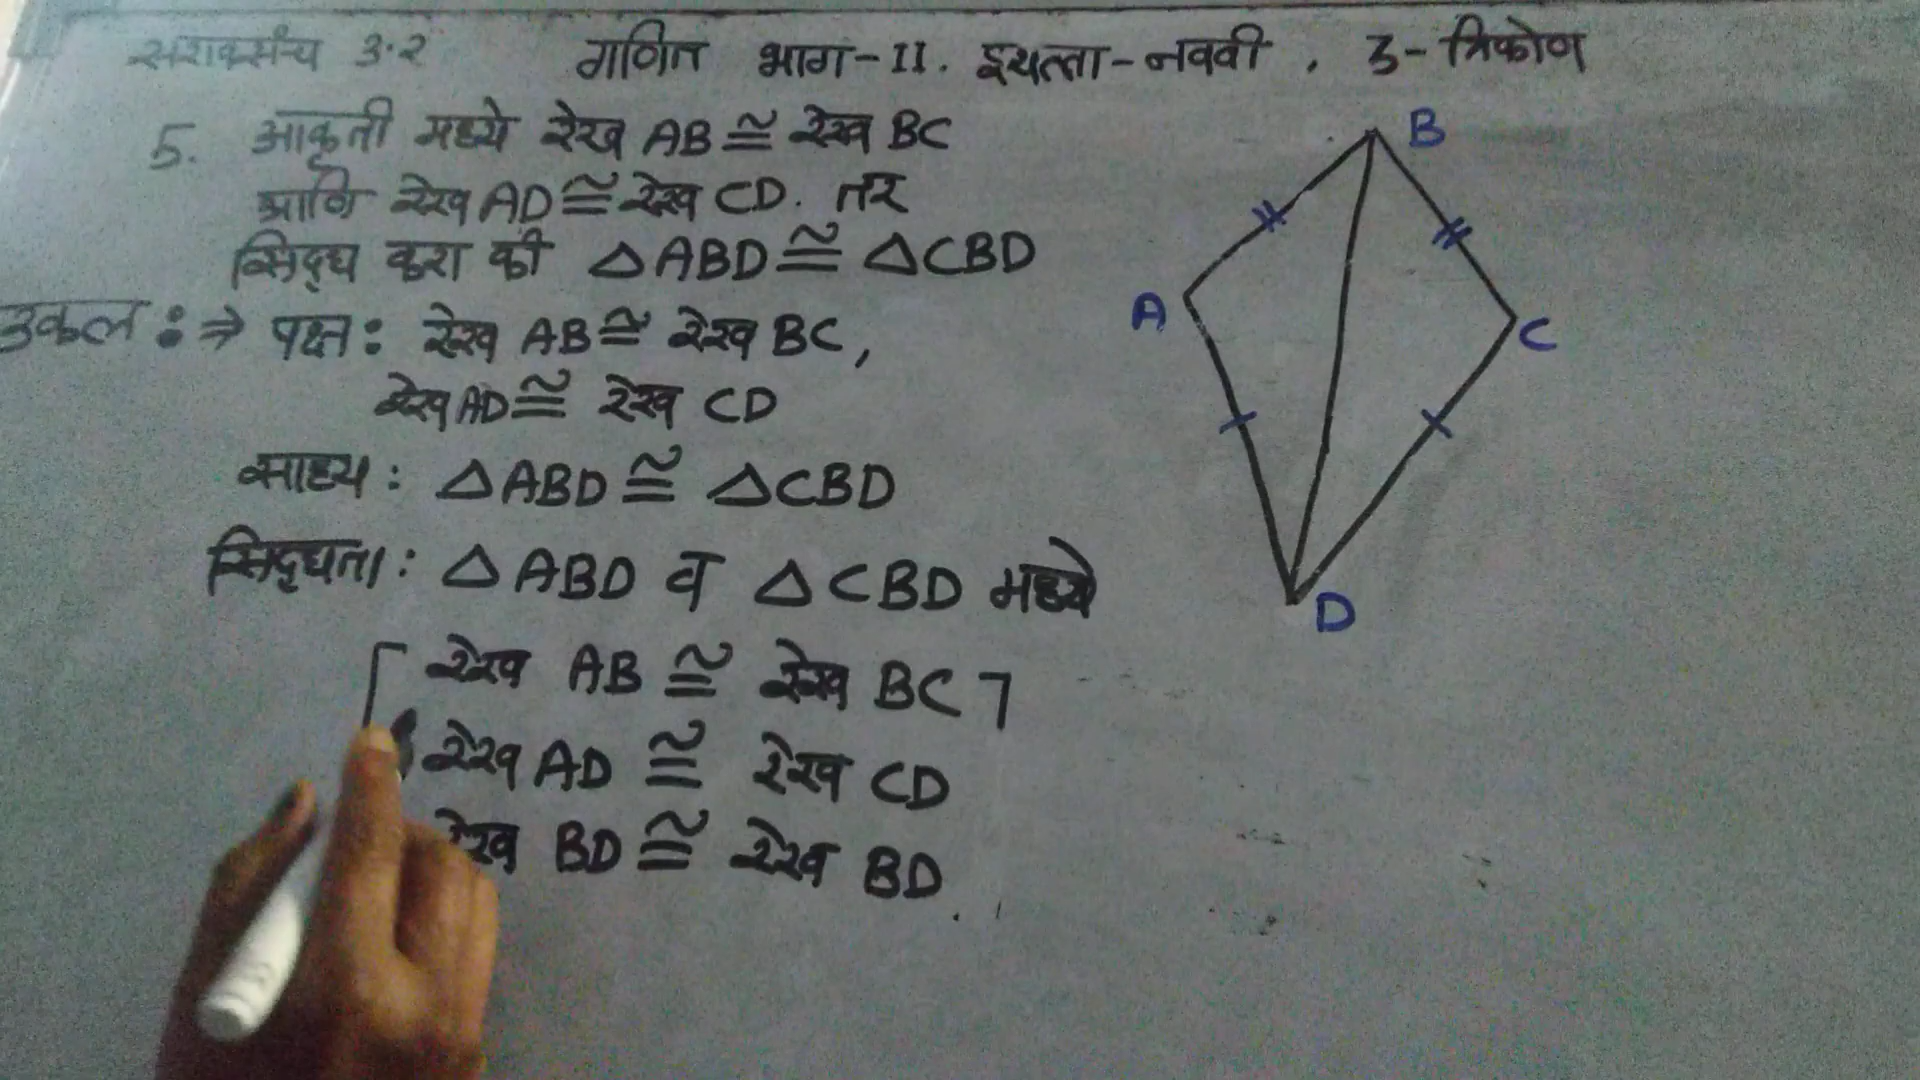 सरावसंच 3.2 गणित भाग-II. इयत्ता-नववी. 3-त्रिकोण
5. आकृती मध्ये रेख AB ≅ रेख BC
आणि रेख AD ≅ रेख CD. तर
सिद्ध करा की △ABD ≅ △CBD
उकल : ⇒ पक्ष : रेख AB ≅ रेख BC,
रेख AD ≅ रेख CD
साध्य : △ABD ≅ △CBD
सिद्धता : △ABD व △CBD मध्ये
रेख AB ≅ रेख BC
रेख AD ≅ रेख CD
रेख BD ≅ रेख BD
B
A
C
D